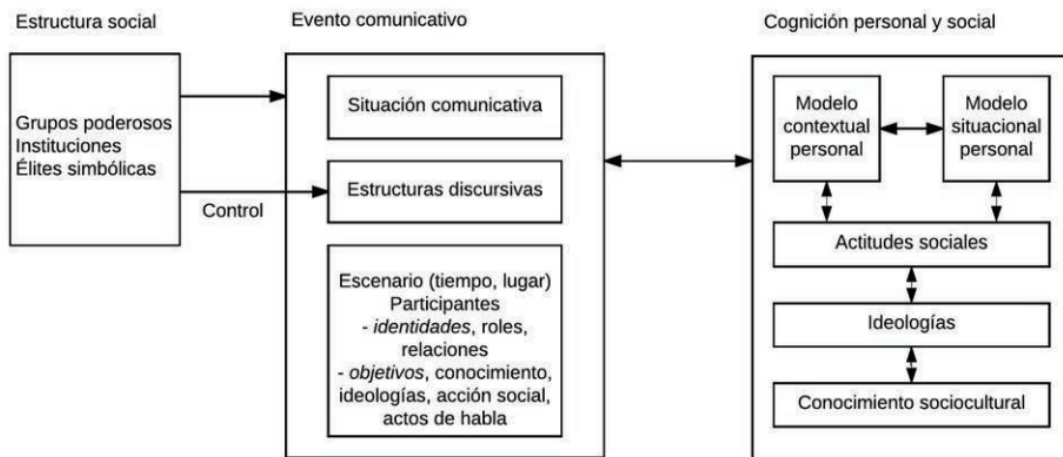 Estructura social
Grupos poderosos
Instituciones
Élites simbólicas
Control
Evento comunicativo
Situación comunicativa
Estructuras discursivas
Escenario (tiempo, lugar)
Participantes
- identidades, roles,
relaciones
- objetivos, conocimiento,
ideologías, acción social,
actos de habla
Cognición personal y social
Modelo
contextual
personal
Modelo
situacional
personal
Actitudes sociales
Ideologías
Conocimiento sociocultural